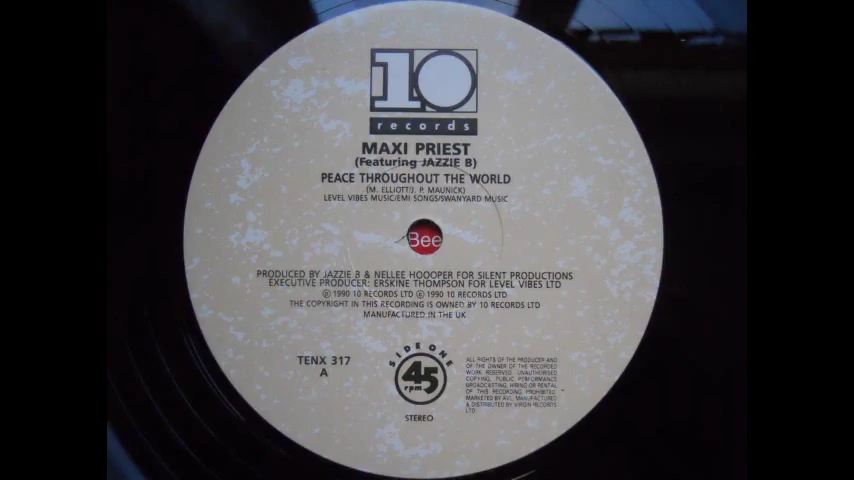 10
records
MAXI PRIEST
(Featuring JAZZIE B)
PEACE THROUGHOUT THE WORLD
(M. ELLIOTT/J. P. MAUNICK)
LEVEL VIBES MUSIC/EMI SONGS/SWANYARD MUSIC
Bee
PRODUCED BY JAZZIE B & NELLEE HOOOPER FOR SILENT PRODUCTIONS
EXECUTIVE PRODUCER: ERSKINE THOMPSON FOR LEVEL VIBES LTD
℗ 1990 10 RECORDS LTD © 1990 10 RECORDS LTD
THE COPYRIGHT IN THIS RECORDING IS OWNED BY 10 RECORDS LTD
MANUFACTURED IN THE UK
TENX 317
A
SIDE ONE
45
rpm
STEREO
ALL RIGHTS OF THE PRODUCER AND
OR THE OWNER OF THE RECORDED
WORK RESERVED. UNAUTHORISED
COPYING, PUBLIC PERFORMANCE
BROADCASTING, HIRING OR RENTAL
OF THIS RECORDING PROHIBITED.
MARKETED BY AVL, MANUFACTURED
& DISTRIBUTED BY VIRGIN RECORDS
LTD